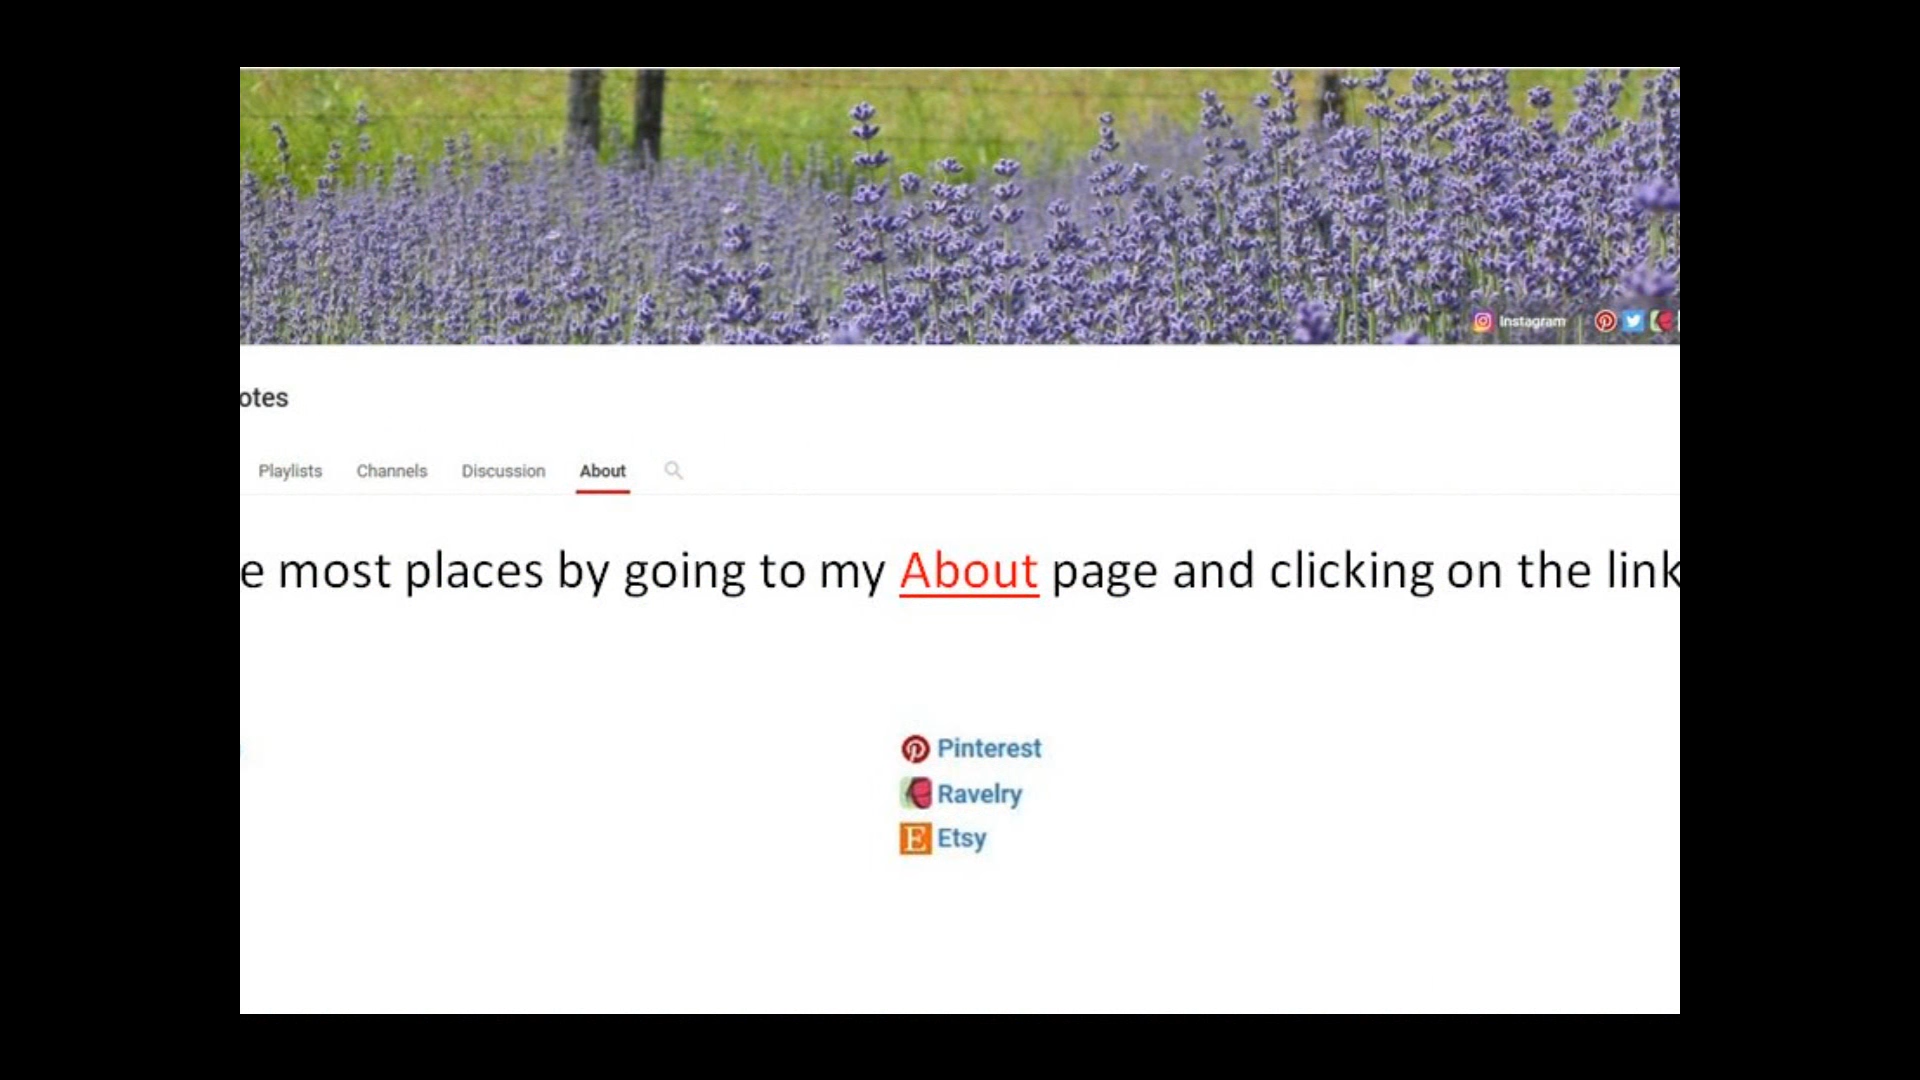 Instagram
otes
Playlists Channels Discussion About
e most places by going to my About page and clicking on the link
Pinterest
Ravelry
E Etsy